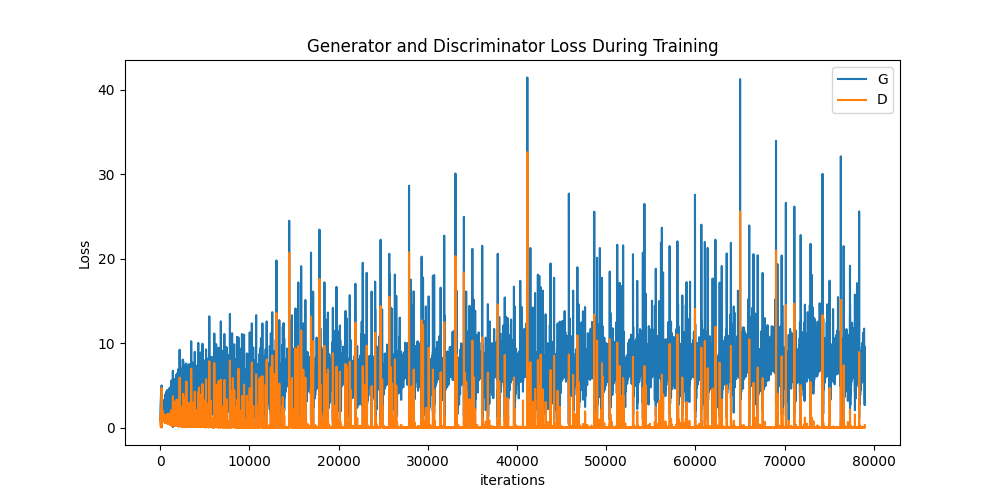 Generator and Discriminator Loss During Training
G
D
40
30
20
10
0
Loss
0 10000 20000 30000 40000 50000 60000 70000 80000
iterations